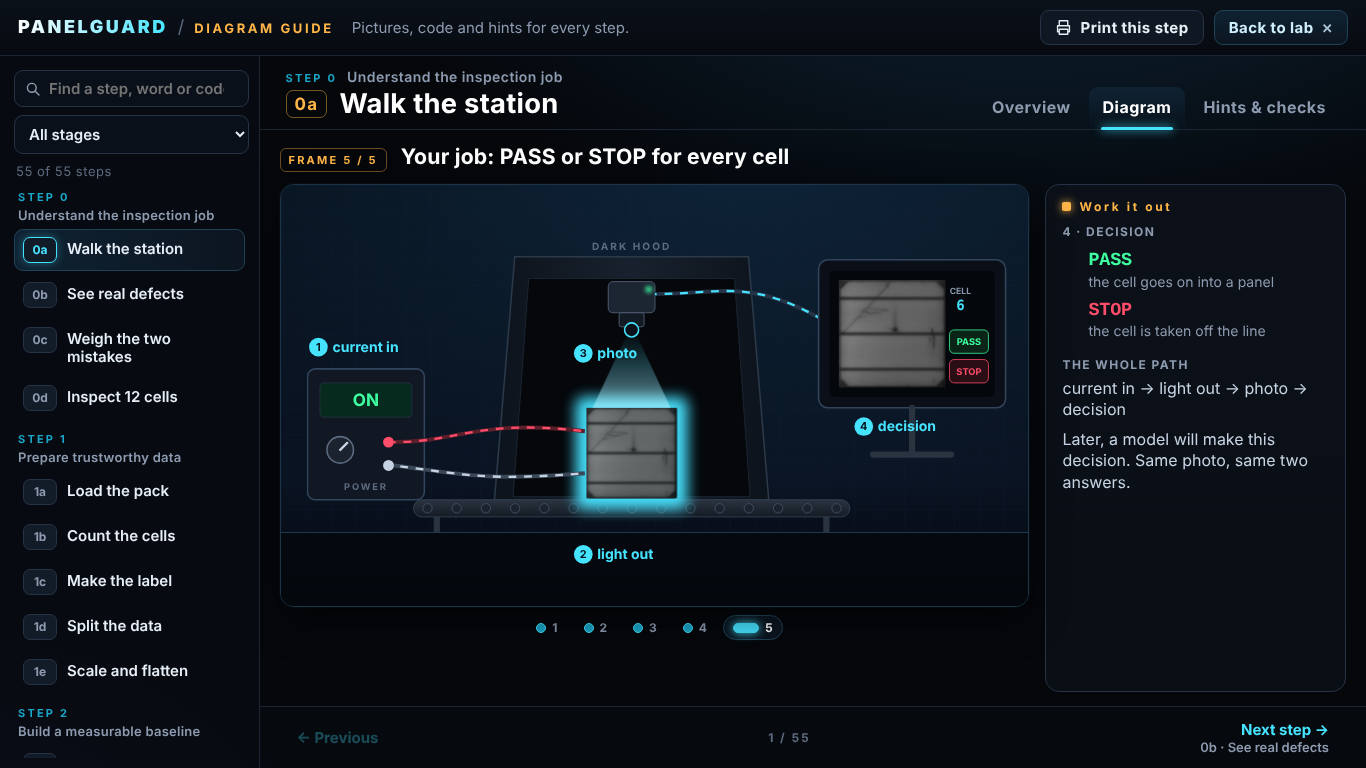 PANELGUARD / DIAGRAM GUIDE Pictures, code and hints for every step.
Print this step
Back to lab ×
Find a step, word or cod
All stages
55 of 55 steps
STEP 0
Understand the inspection job
0a Walk the station
0b See real defects
0c Weigh the two
mistakes
0d Inspect 12 cells
STEP 1
Prepare trustworthy data
1a Load the pack
1b Count the cells
1c Make the label
1d Split the data
1e Scale and flatten
STEP 2
Build a measurable baseline
STEP 0 Understand the inspection job
0a Walk the station
Overview
Diagram
Hints & checks
FRAME 5 / 5 Your job: PASS or STOP for every cell
DARK HOOD
CELL
6
PASS
STOP
1 current in
3 photo
ON
4 decision
POWER
2 light out
1
2
3
4
5
Work it out
4 · DECISION
PASS
the cell goes on into a panel
STOP
the cell is taken off the line
THE WHOLE PATH
current in → light out → photo →
decision
Later, a model will make this
decision. Same photo, same two
answers.
← Previous
1 / 55
Next step →
0b · See real defects